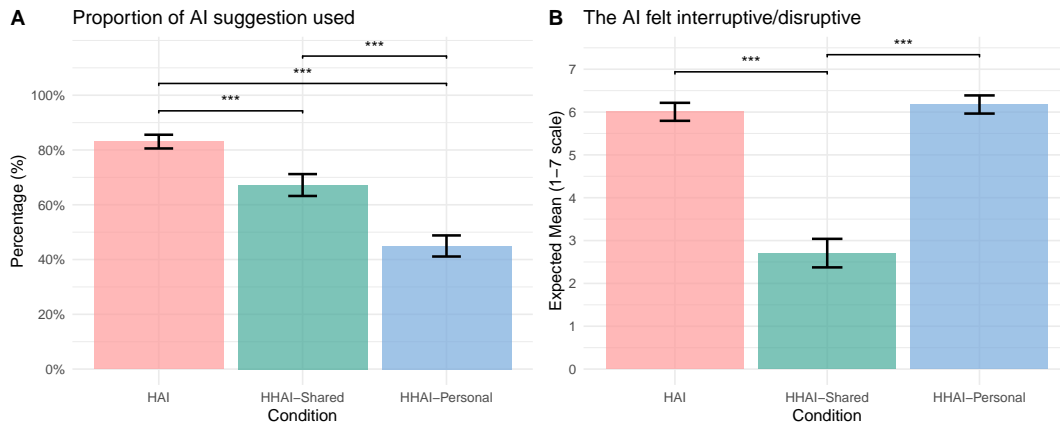 A Proportion of AI suggestion used
***
***
***
100%
80%
60%
40%
20%
0%
Percentage (%)
HAI HHAI−Shared HHAI−Personal
Condition
B The AI felt interruptive/disruptive
*** ***
7
6
5
4
3
2
1
0
Expected Mean (1−7 scale)
HAI HHAI−Shared HHAI−Personal
Condition